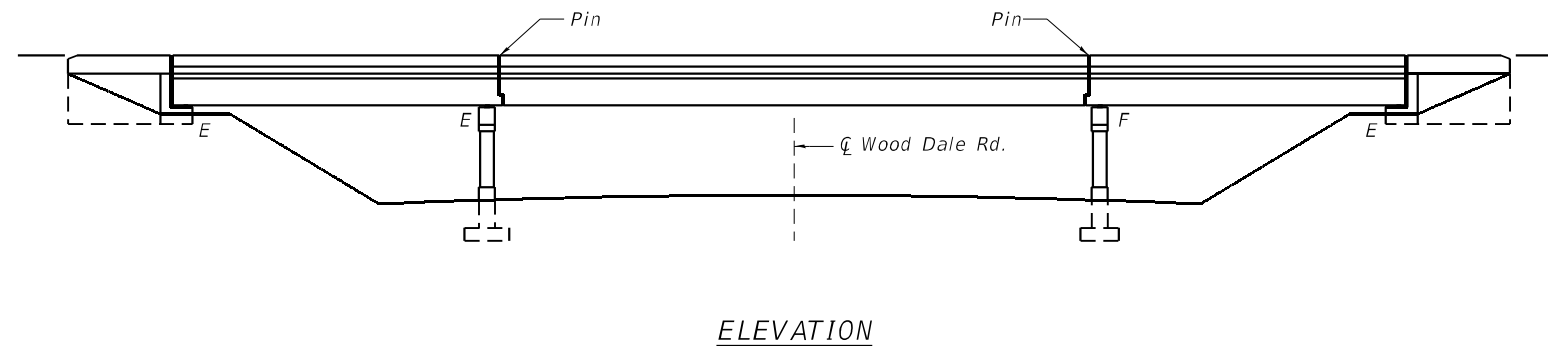 Pin
Pin
E
E
F
E
℄ Wood Dale Rd.
ELEVATION